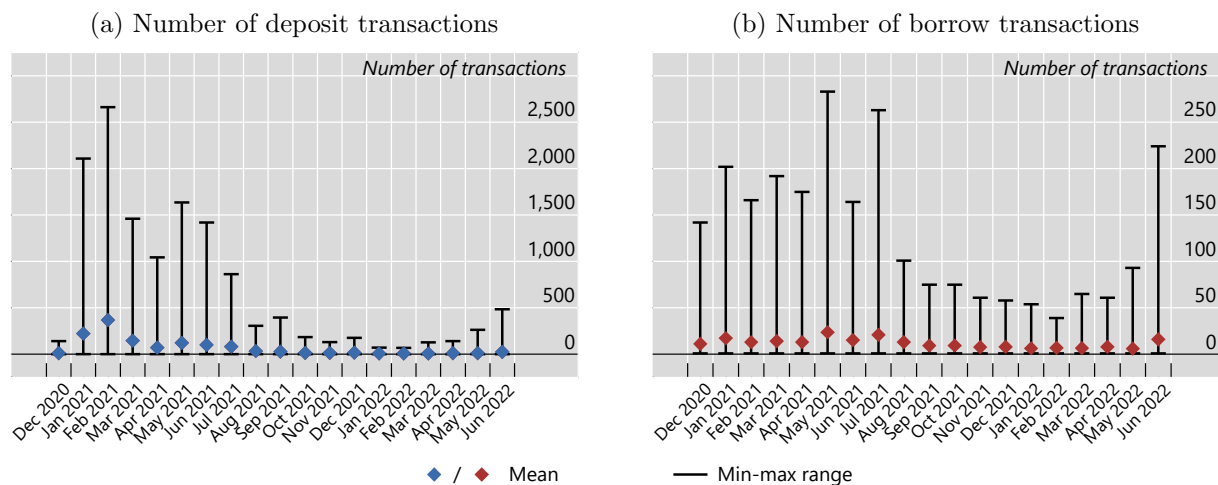 (a) Number of deposit transactions
Number of transactions
2,500
2,000
1,500
1,000
500
0
Dec 2020
Jan 2021
Feb 2021
Mar 2021
Apr 2021
May 2021
Jun 2021
Jul 2021
Aug 2021
Sep 2021
Oct 2021
Nov 2021
Dec 2021
Jan 2022
Feb 2022
Mar 2022
Apr 2022
May 2022
Jun 2022
(b) Number of borrow transactions
Number of transactions
250
200
150
100
50
0
Dec 2020
Jan 2021
Feb 2021
Mar 2021
Apr 2021
May 2021
Jun 2021
Jul 2021
Aug 2021
Sep 2021
Oct 2021
Nov 2021
Dec 2021
Jan 2022
Feb 2022
Mar 2022
Apr 2022
May 2022
Jun 2022
/ Mean
Min-max range